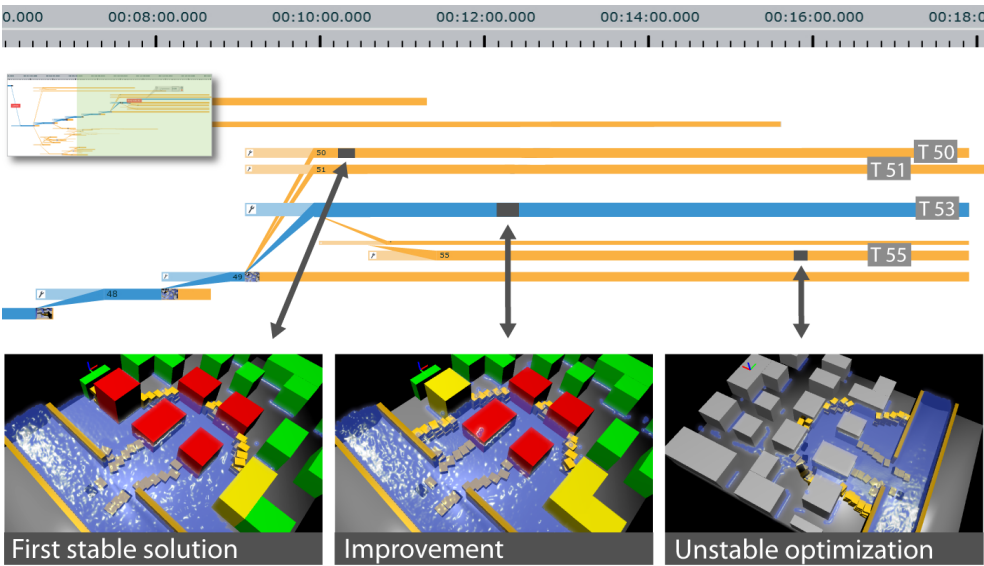 0.000 00:08:00.000 00:10:00.000 00:12:00.000 00:14:00.000 00:16:00.000 00:18:0
50 T 50
51 T 51
T 53
55 T 55
49
48
First stable solution Improvement Unstable optimization